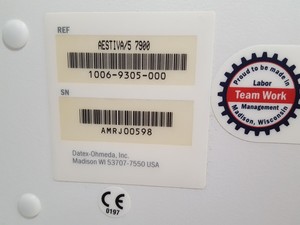 REF
AESTIVA/5 7900
1006-9305-000
SN
AMRJ00598
Datex-Ohmeda, Inc.
Madison WI 53707-7550 USA
CE
0197
Proud to be made in
Labor
Team Work
Management
Madison, Wisconsin